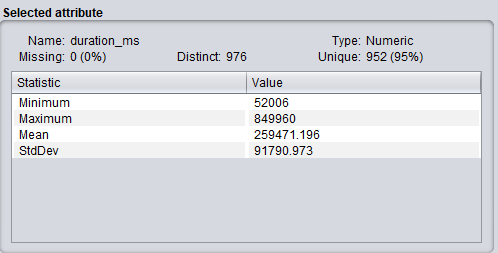 Selected attribute
Name: duration_ms Type: Numeric
Missing: 0 (0%) Distinct: 976 Unique: 952 (95%)
Statistic Value
Minimum 52006
Maximum 849960
Mean 259471.196
StdDev 91790.973